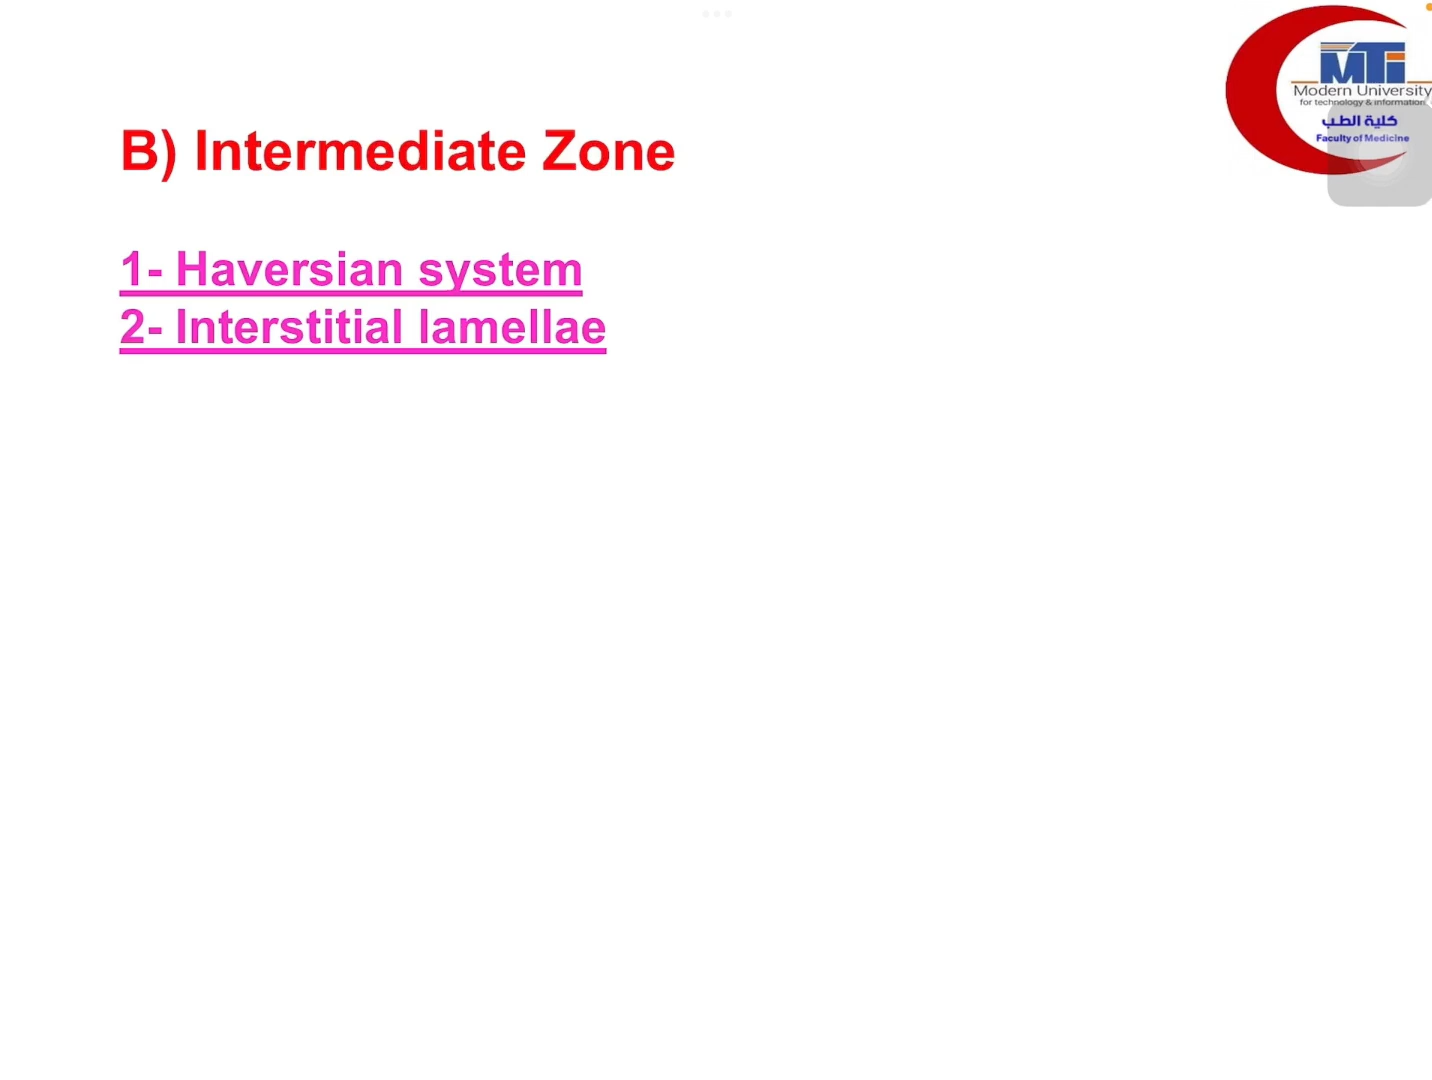 MTi
Modern University
for technology & information
كلية الطب
Faculty of Medicine
B) Intermediate Zone
1- Haversian system
2- Interstitial lamellae